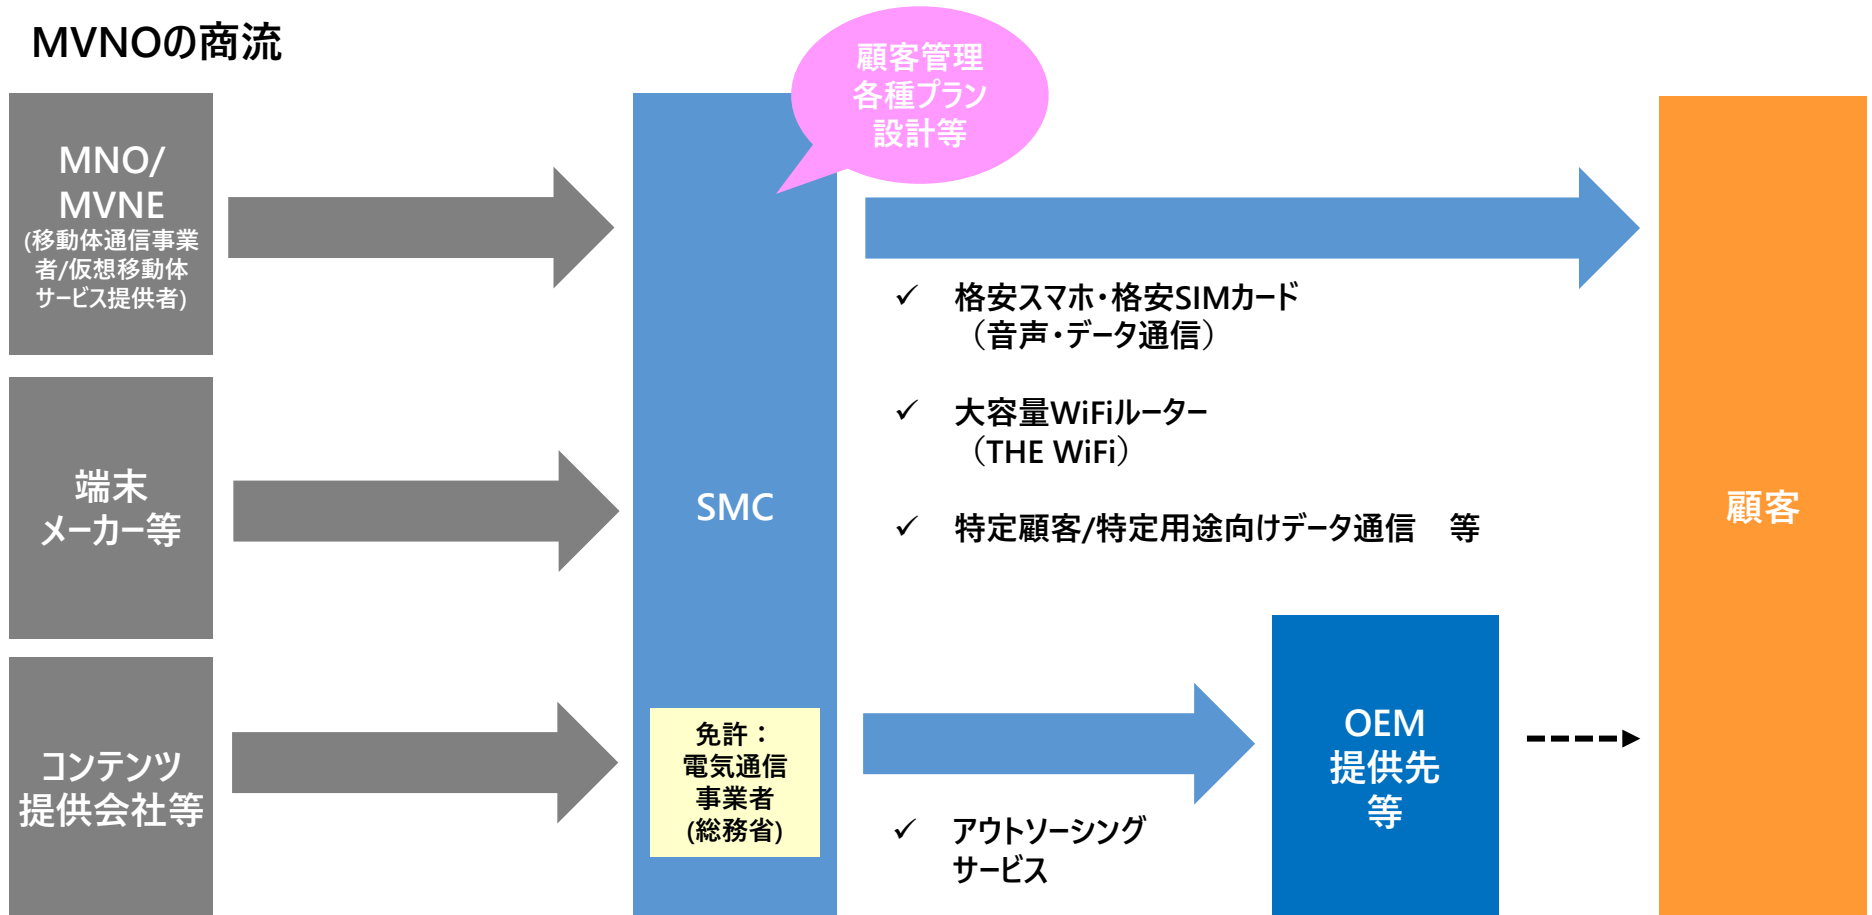 MVNOの商流
顧客管理
各種プラン
設計等
MNO/
MVNE
(移動体通信事業
者/仮想移動体
サービス提供者)
端末
メーカー等
コンテンツ
提供会社等
SMC
免許：
電気通信
事業者
(総務省)
✓ 格安スマホ・格安SIMカード
（音声・データ通信）
✓ 大容量WiFiルーター
（THE WiFi）
✓ 特定顧客/特定用途向けデータ通信　等
✓ アウトソーシング
サービス
OEM
提供先
等
顧客